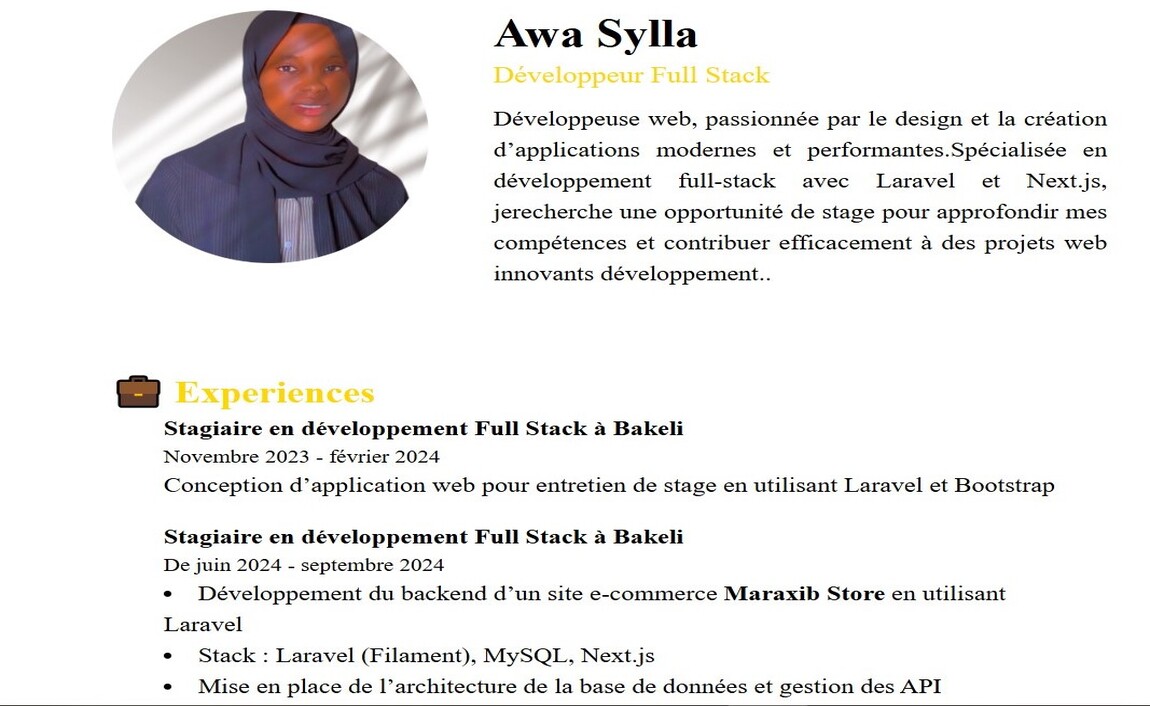 Awa Sylla
Développeur Full Stack
Développeuse web, passionnée par le design et la création
d’applications modernes et performantes.Spécialisée en
développement full-stack avec Laravel et Next.js,
jerecherche une opportunité de stage pour approfondir mes
compétences et contribuer efficacement à des projets web
innovants développement..
Experiences
Stagiaire en développement Full Stack à Bakeli
Novembre 2023 - février 2024
Conception d’application web pour entretien de stage en utilisant Laravel et Bootstrap
Stagiaire en développement Full Stack à Bakeli
De juin 2024 - septembre 2024
• Développement du backend d’un site e-commerce Maraxib Store en utilisant
Laravel
• Stack : Laravel (Filament), MySQL, Next.js
• Mise en place de l’architecture de la base de données et gestion des API